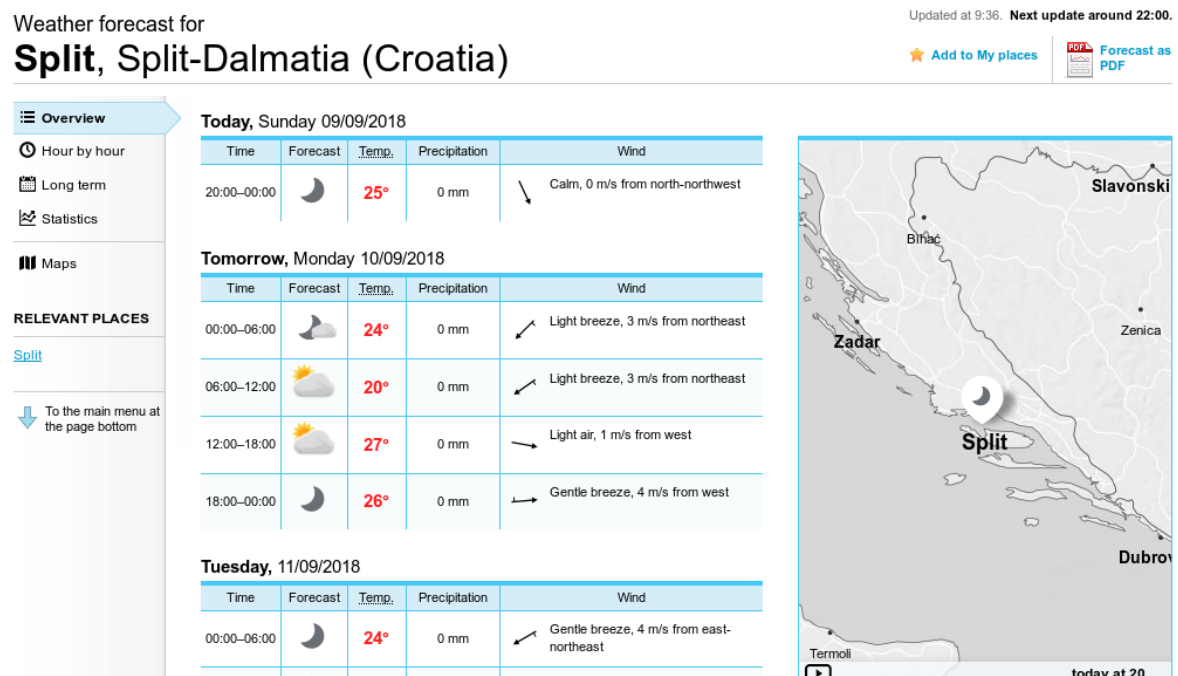 Weather forecast for
Split, Split-Dalmatia (Croatia)
Updated at 9:36. Next update around 22:00.
Add to My places
PDF
Forecast as
PDF
Overview
Hour by hour
Long term
Statistics
Maps
RELEVANT PLACES
Split
To the main menu at
the page bottom
Today, Sunday 09/09/2018
Time Forecast Temp. Precipitation Wind
20:00–00:00 25° 0 mm Calm, 0 m/s from north-northwest
Tomorrow, Monday 10/09/2018
Time Forecast Temp. Precipitation Wind
00:00–06:00 24° 0 mm Light breeze, 3 m/s from northeast
06:00–12:00 20° 0 mm Light breeze, 3 m/s from northeast
12:00–18:00 27° 0 mm Light air, 1 m/s from west
18:00–00:00 26° 0 mm Gentle breeze, 4 m/s from west
Tuesday, 11/09/2018
Time Forecast Temp. Precipitation Wind
00:00–06:00 24° 0 mm Gentle breeze, 4 m/s from east-
northeast
Slavonski
Bihać
Zenica
Zadar
Split
Dubrov
Termoli
today at 20